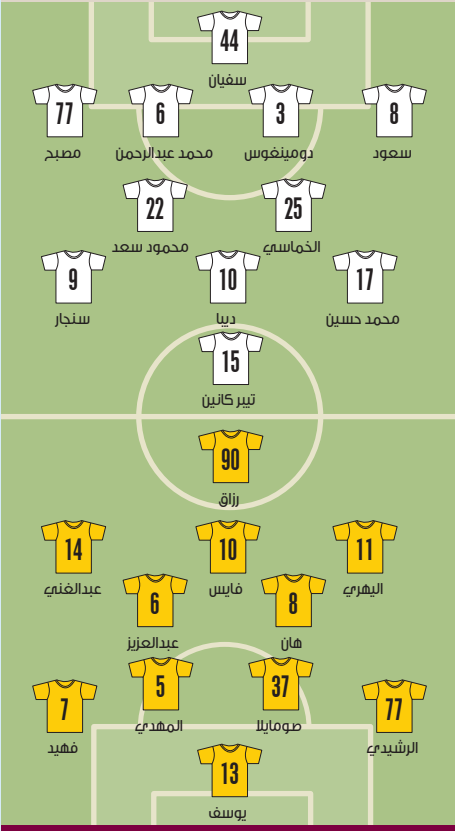 44
سفيان
8 3 6 77
سعود دومينغوس محمد عبدالرحمن مصبح
25 22
الخماسي محمود سعد
17 10 9
محمد حسين ديبا سنجار
15
تيبر كانين
90
رزاق
11 10 14
اليهري فايس عبدالغني
8 6
هان عبدالعزيز
77 37 5 7
الرشيدي صومايلا المهدي فهيد
13
يوسف